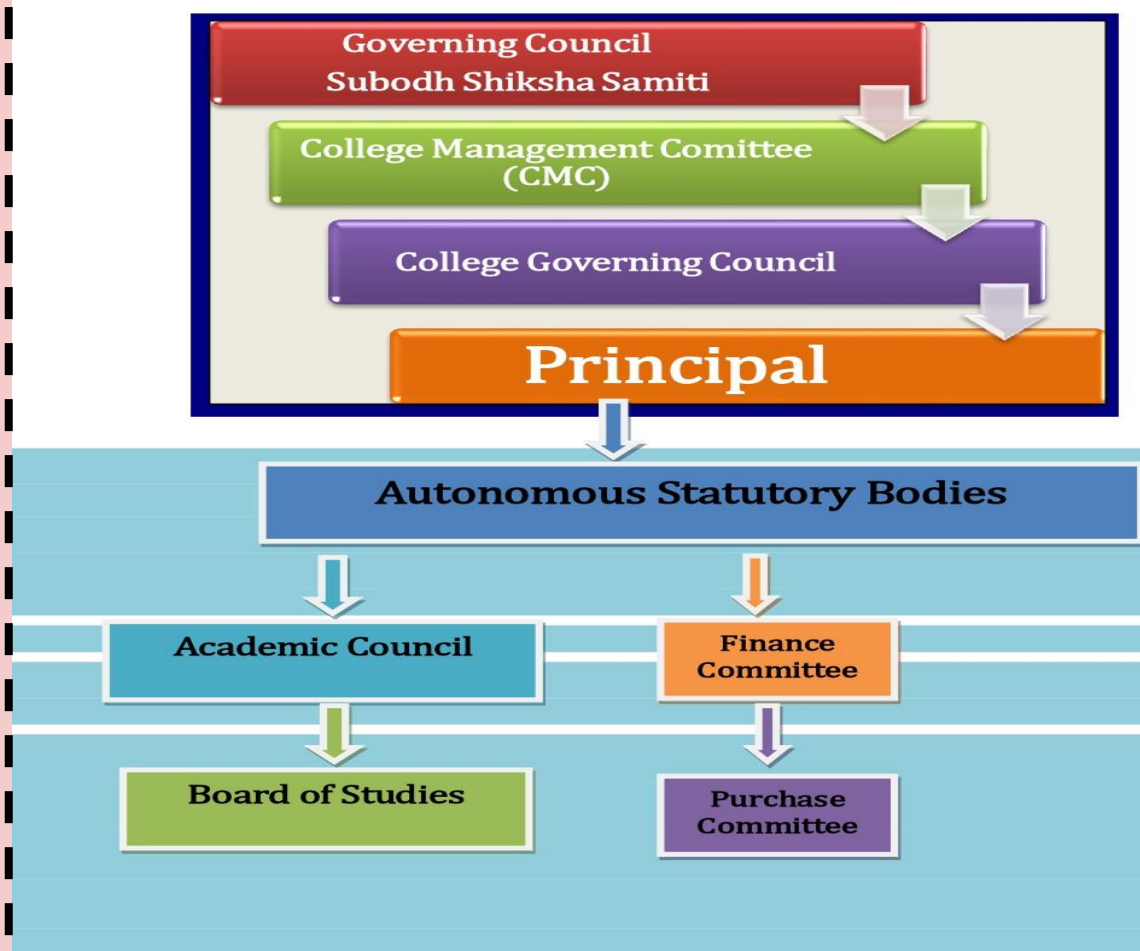 Governing Council
Subodh Shiksha Samiti
College Management Comittee
(CMC)
College Governing Council
Principal
Autonomous Statutory Bodies
Academic Council
Finance
Committee
Board of Studies
Purchase
Committee